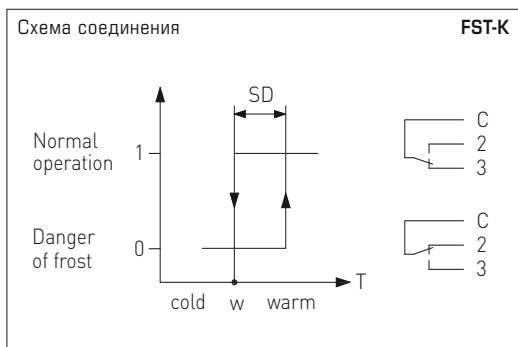 Схема соединения
FST-K
SD
Normal
operation
1
Danger
of frost
0
T
cold
w
warm
C
2
3
C
2
3